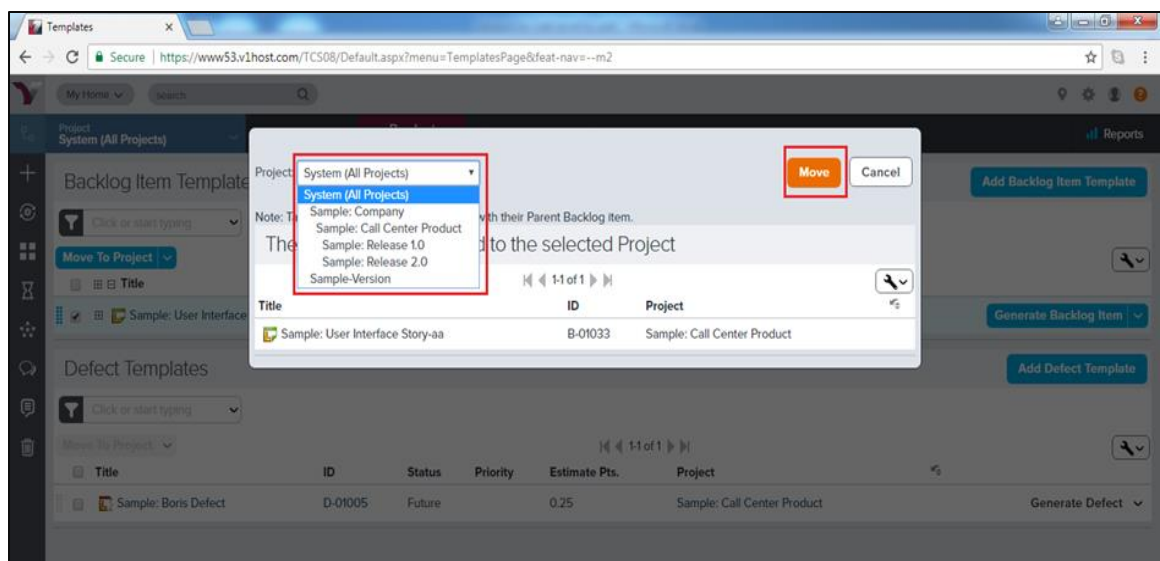 Templates
Secure | https://www53.v1host.com/TCS08/Default.aspx?menu=TemplatesPage&feat-nav=--m2
My Home
search
Project
System (All Projects)
Reports
Project: System (All Projects)
Move
Cancel
System (All Projects)
Sample: Company
Sample: Call Center Product
Sample: Release 1.0
Sample: Release 2.0
Sample-Version
Backlog Item Template
Add Backlog Item Template
Click or start typing
Note: T with their Parent Backlog item.
The d to the selected Project
Move To Project
1-1 of 1
Title
Title ID Project
Sample: User Interface
Sample: User Interface Story-aa B-01033 Sample: Call Center Product
Generate Backlog Item
Defect Templates
Add Defect Template
Click or start typing
Move To Project
1-1 of 1
Title ID Status Priority Estimate Pts. Project
Sample: Boris Defect D-01005 Future 0.25 Sample: Call Center Product Generate Defect